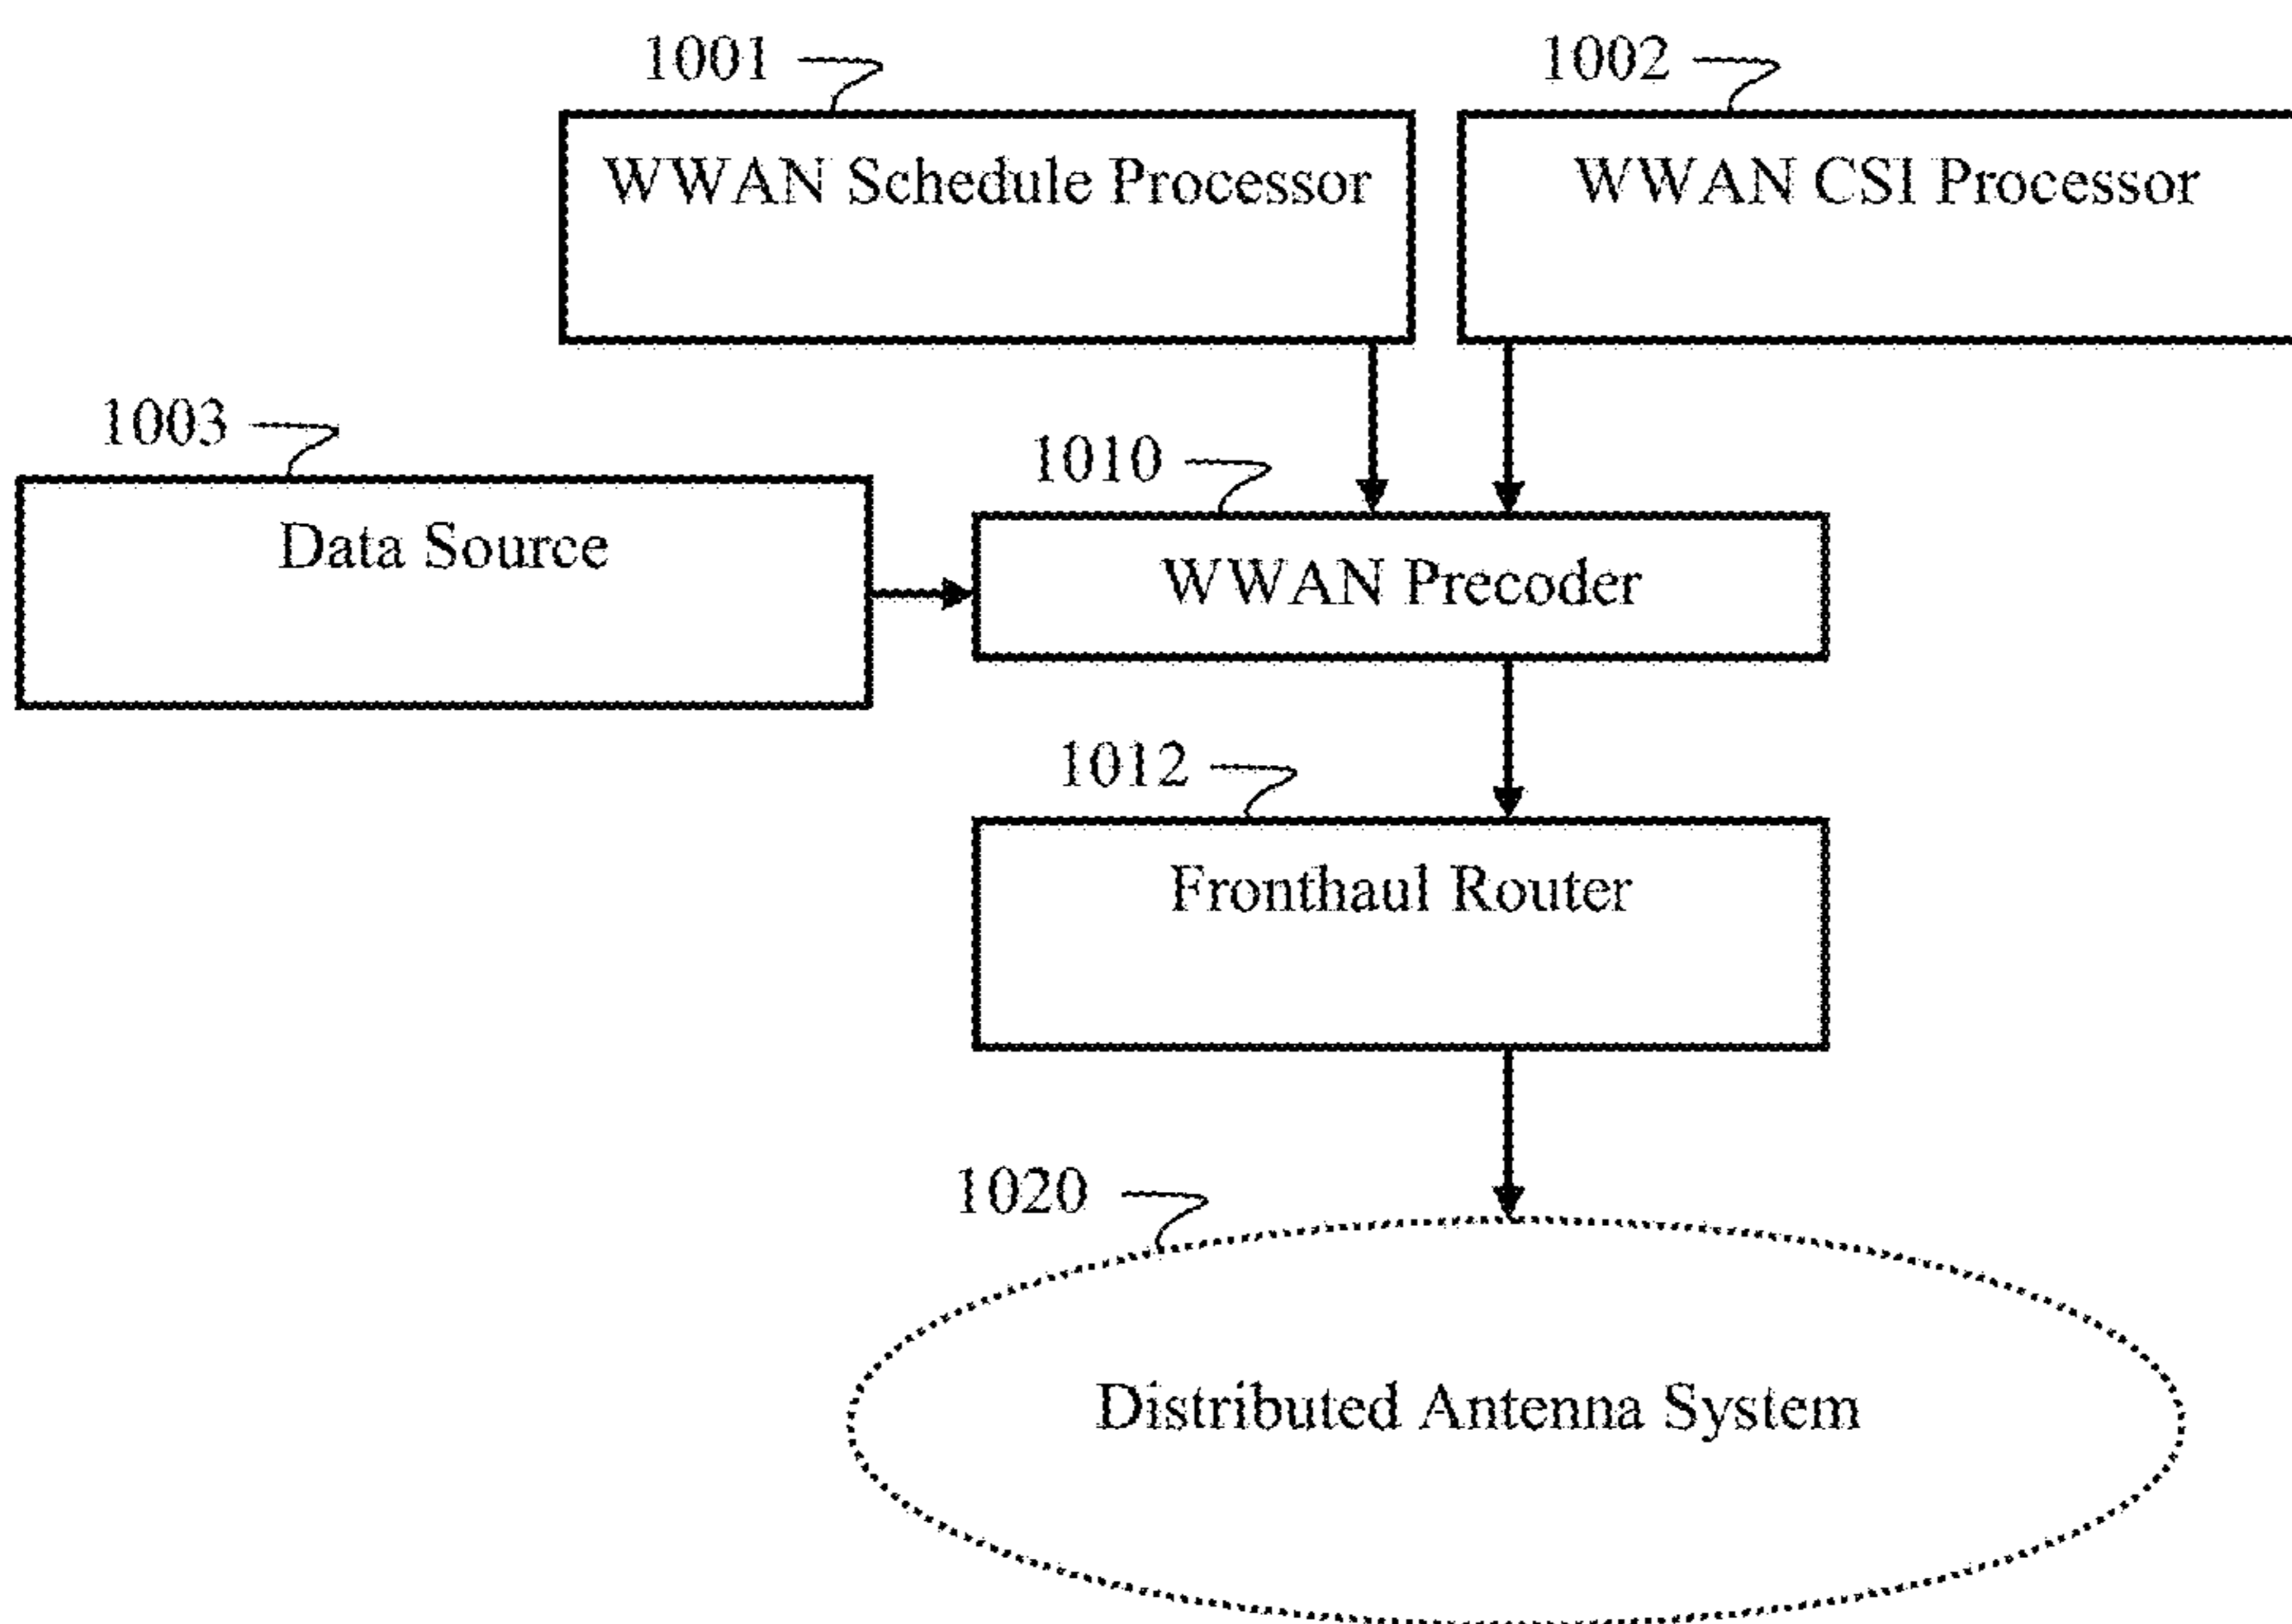 1001
1002
WWAN Schedule Processor
WWAN CSI Processor
1003
1010
Data Source
WWAN Precoder
1012
Fronthaul Router
1020
Distributed Antenna System